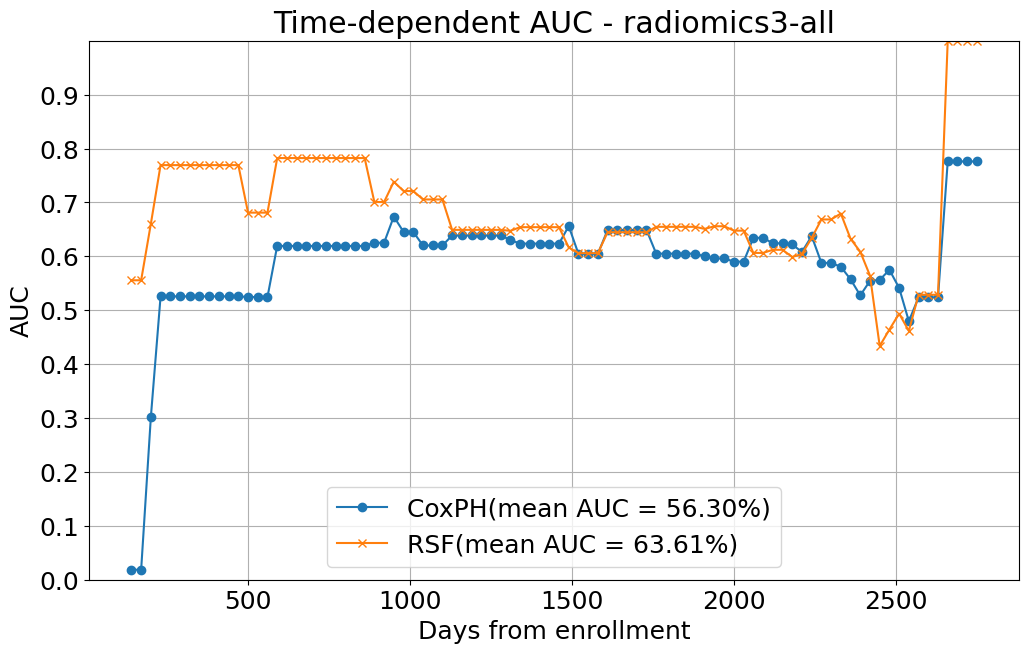 Time-dependent AUC - radiomics3-all
AUC
0.9
0.8
0.7
0.6
0.5
0.4
0.3
0.2
0.1
0.0
CoxPH(mean AUC = 56.30%)
RSF(mean AUC = 63.61%)
500 1000 1500 2000 2500
Days from enrollment